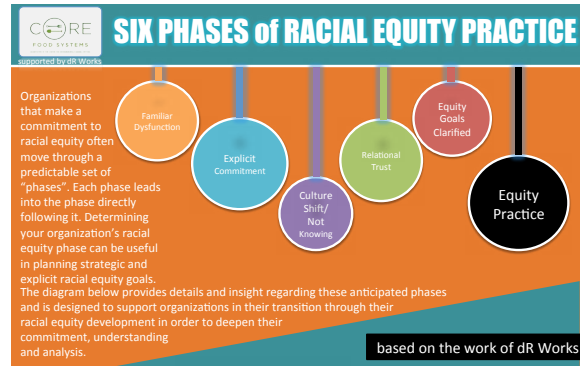 CORE
FOOD SYSTEMS
supported by dR Works
SIX PHASES of RACIAL EQUITY PRACTICE
Organizations
that make a
commitment to
racial equity often
move through a
predictable set of
“phases”. Each phase leads
into the phase directly
following it. Determining
your organization’s racial
equity phase can be useful
in planning strategic and
explicit racial equity goals.
The diagram below provides details and insight regarding these anticipated phases
and is designed to support organizations in their transition through their
racial equity development in order to deepen their
commitment, understanding
and analysis.
Familiar
Dysfunction
Explicit
Commitment
Culture
Shift/
Not
Knowing
Relational
Trust
Equity
Goals
Clarified
Equity
Practice
based on the work of dR Works